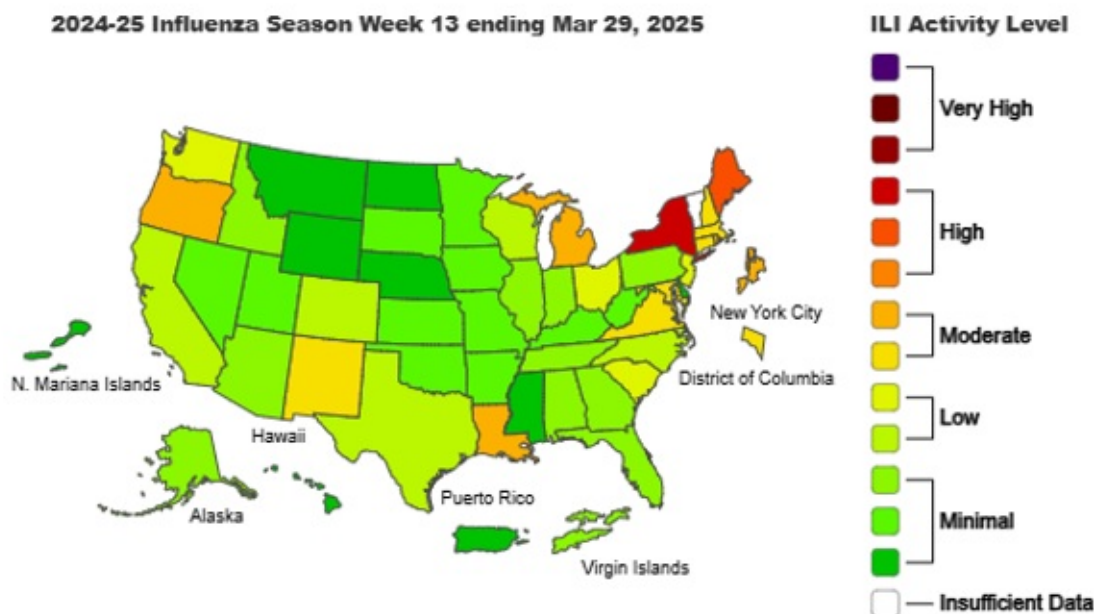 2024-25 Influenza Season Week 13 ending Mar 29, 2025
ILI Activity Level
Very High
High
New York City
Moderate
District of Columbia
N. Mariana Islands
Low
Hawaii
Alaska
Puerto Rico
Minimal
Virgin Islands
Insufficient Data